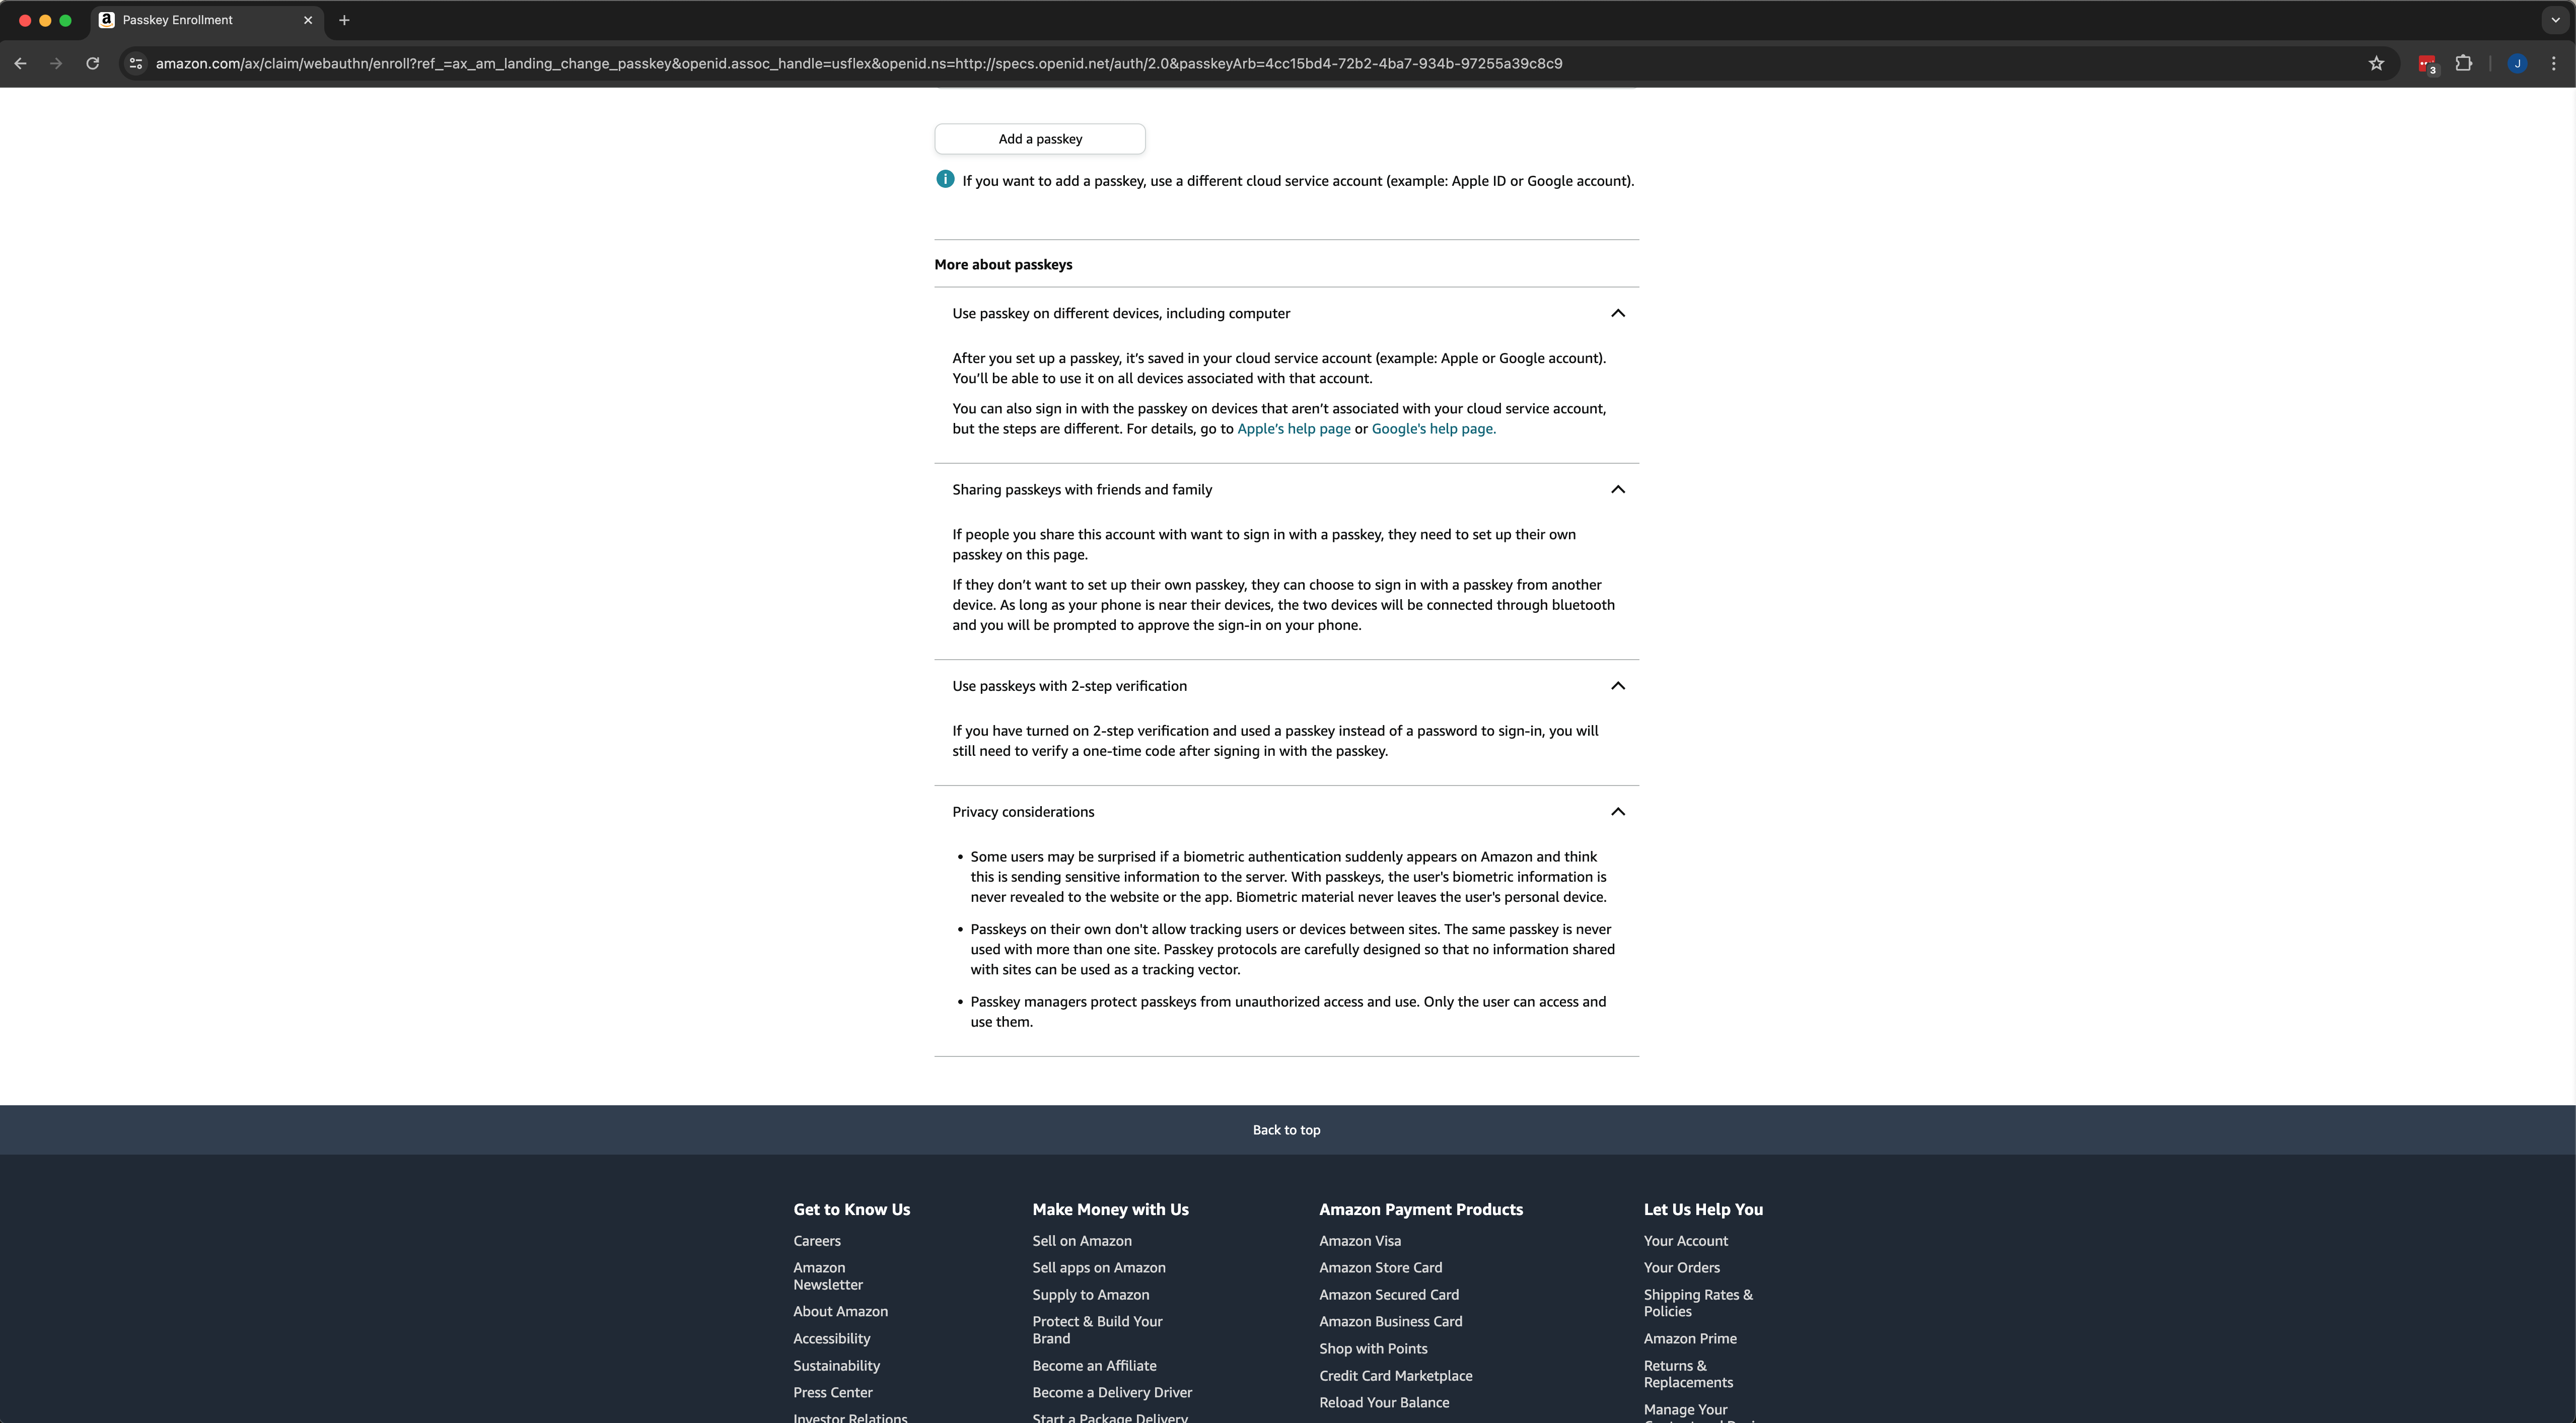 Passkey Enrollment
amazon.com/ax/claim/webauthn/enroll?ref_=ax_am_landing_change_passkey&openid.assoc_handle=usflex&openid.ns=http://specs.openid.net/auth/2.0&passkeyArb=4cc15bd4-72b2-4ba7-934b-97255a39c8c9
3
J
Add a passkey
If you want to add a passkey, use a different cloud service account (example: Apple ID or Google account).
More about passkeys
Use passkey on different devices, including computer
After you set up a passkey, it’s saved in your cloud service account (example: Apple or Google account).
You’ll be able to use it on all devices associated with that account.
You can also sign in with the passkey on devices that aren’t associated with your cloud service account,
but the steps are different. For details, go to Apple’s help page or Google's help page.
Sharing passkeys with friends and family
If people you share this account with want to sign in with a passkey, they need to set up their own
passkey on this page.
If they don’t want to set up their own passkey, they can choose to sign in with a passkey from another
device. As long as your phone is near their devices, the two devices will be connected through bluetooth
and you will be prompted to approve the sign-in on your phone.
Use passkeys with 2-step verification
If you have turned on 2-step verification and used a passkey instead of a password to sign-in, you will
still need to verify a one-time code after signing in with the passkey.
Privacy considerations
• Some users may be surprised if a biometric authentication suddenly appears on Amazon and think
this is sending sensitive information to the server. With passkeys, the user's biometric information is
never revealed to the website or the app. Biometric material never leaves the user's personal device.
• Passkeys on their own don't allow tracking users or devices between sites. The same passkey is never
used with more than one site. Passkey protocols are carefully designed so that no information shared
with sites can be used as a tracking vector.
• Passkey managers protect passkeys from unauthorized access and use. Only the user can access and
use them.
Back to top
Get to Know Us
Careers
Amazon
Newsletter
About Amazon
Accessibility
Sustainability
Press Center
Investor Relations
Make Money with Us
Sell on Amazon
Sell apps on Amazon
Supply to Amazon
Protect & Build Your
Brand
Become an Affiliate
Become a Delivery Driver
Start a Package Delivery
Amazon Payment Products
Amazon Visa
Amazon Store Card
Amazon Secured Card
Amazon Business Card
Shop with Points
Credit Card Marketplace
Reload Your Balance
Let Us Help You
Your Account
Your Orders
Shipping Rates &
Policies
Amazon Prime
Returns &
Replacements
Manage Your